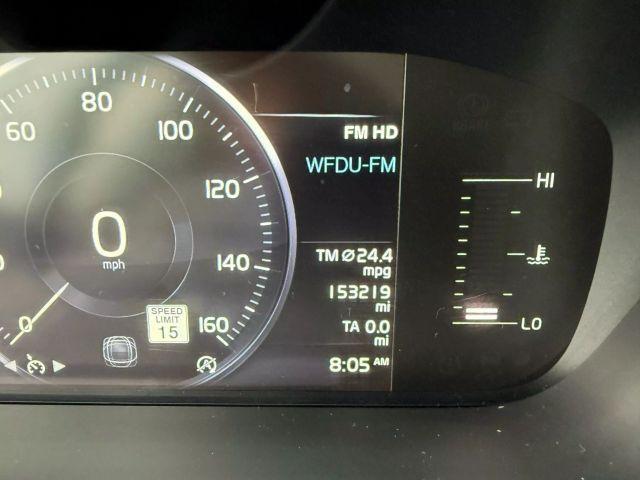 60
80
100
120
140
160
0
0
mph
SPEED
LIMIT
15
FM HD
WFDU-FM
TM Ø24.4
mpg
153219
mi
TA 0.0
mi
8:05 AM
HI
LO